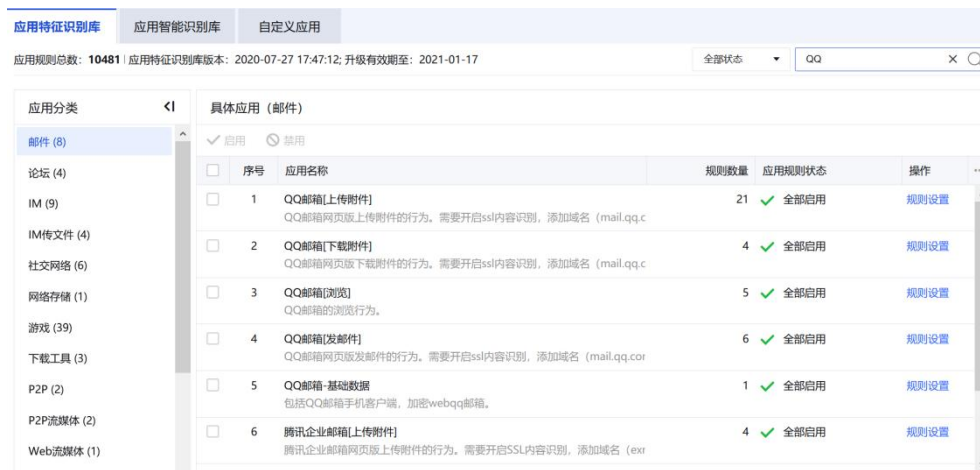 应用特征识别库 应用智能识别库 自定义应用
应用规则总数：10481 | 应用特征识别库版本：2020-07-27 17:47:12; 升级有效期至：2021-01-17 全部状态 QQ
应用分类 具体应用（邮件）
邮件 (8) 启用 禁用
论坛 (4) 序号 应用名称 规则数量 应用规则状态 操作
IM (9) 1 QQ邮箱[上传附件] 21 全部启用 规则设置
QQ邮箱网页版上传附件的行为。需要开启ssl内容识别，添加域名（mail.qq.c
IM传文件 (4) 2 QQ邮箱[下载附件] 4 全部启用 规则设置
社交网络 (6) QQ邮箱网页版下载附件的行为。需要开启ssl内容识别，添加域名（mail.qq.c
网络存储 (1) 3 QQ邮箱[浏览] 5 全部启用 规则设置
QQ邮箱的浏览行为。
游戏 (39) 4 QQ邮箱[发邮件] 6 全部启用 规则设置
下载工具 (3) QQ邮箱网页版发邮件的行为。需要开启ssl内容识别，添加域名（mail.qq.cor
P2P (2) 5 QQ邮箱-基础数据 1 全部启用 规则设置
包括QQ邮箱手机客户端，加密webqq邮箱。
P2P流媒体 (2) 6 腾讯企业邮箱[上传附件] 4 全部启用 规则设置
Web流媒体 (1) 腾讯企业邮箱网页版上传附件的行为。需要开启SSL内容识别，添加域名（exr